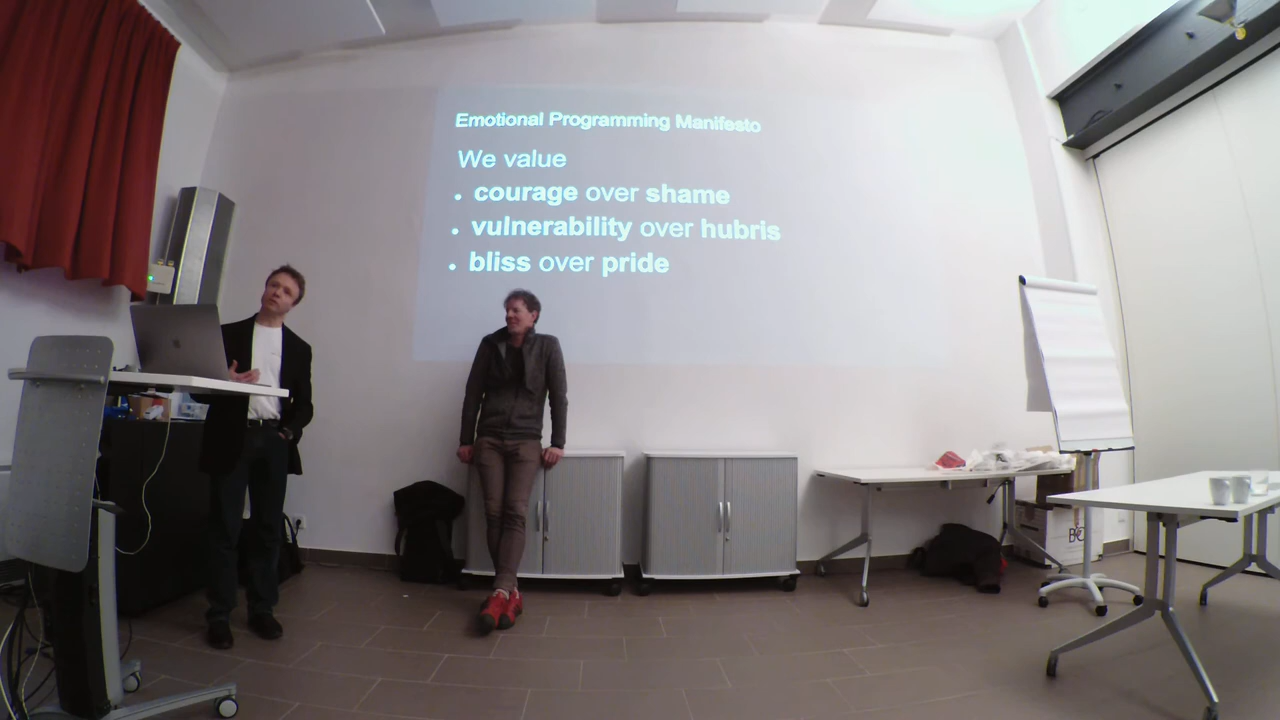 Emotional Programming Manifesto
We value
• courage over shame
• vulnerability over hubris
• bliss over pride